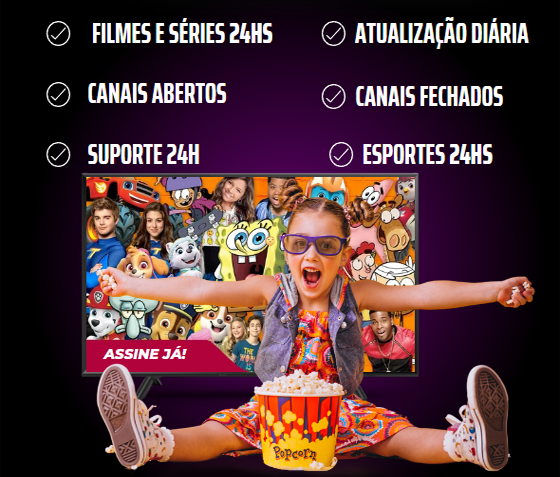 FILMES E SÉRIES 24HS
ATUALIZAÇÃO DIÁRIA
CANAIS ABERTOS
CANAIS FECHADOS
SUPORTE 24H
ESPORTES 24HS
ASSINE JÁ!
Popcorn